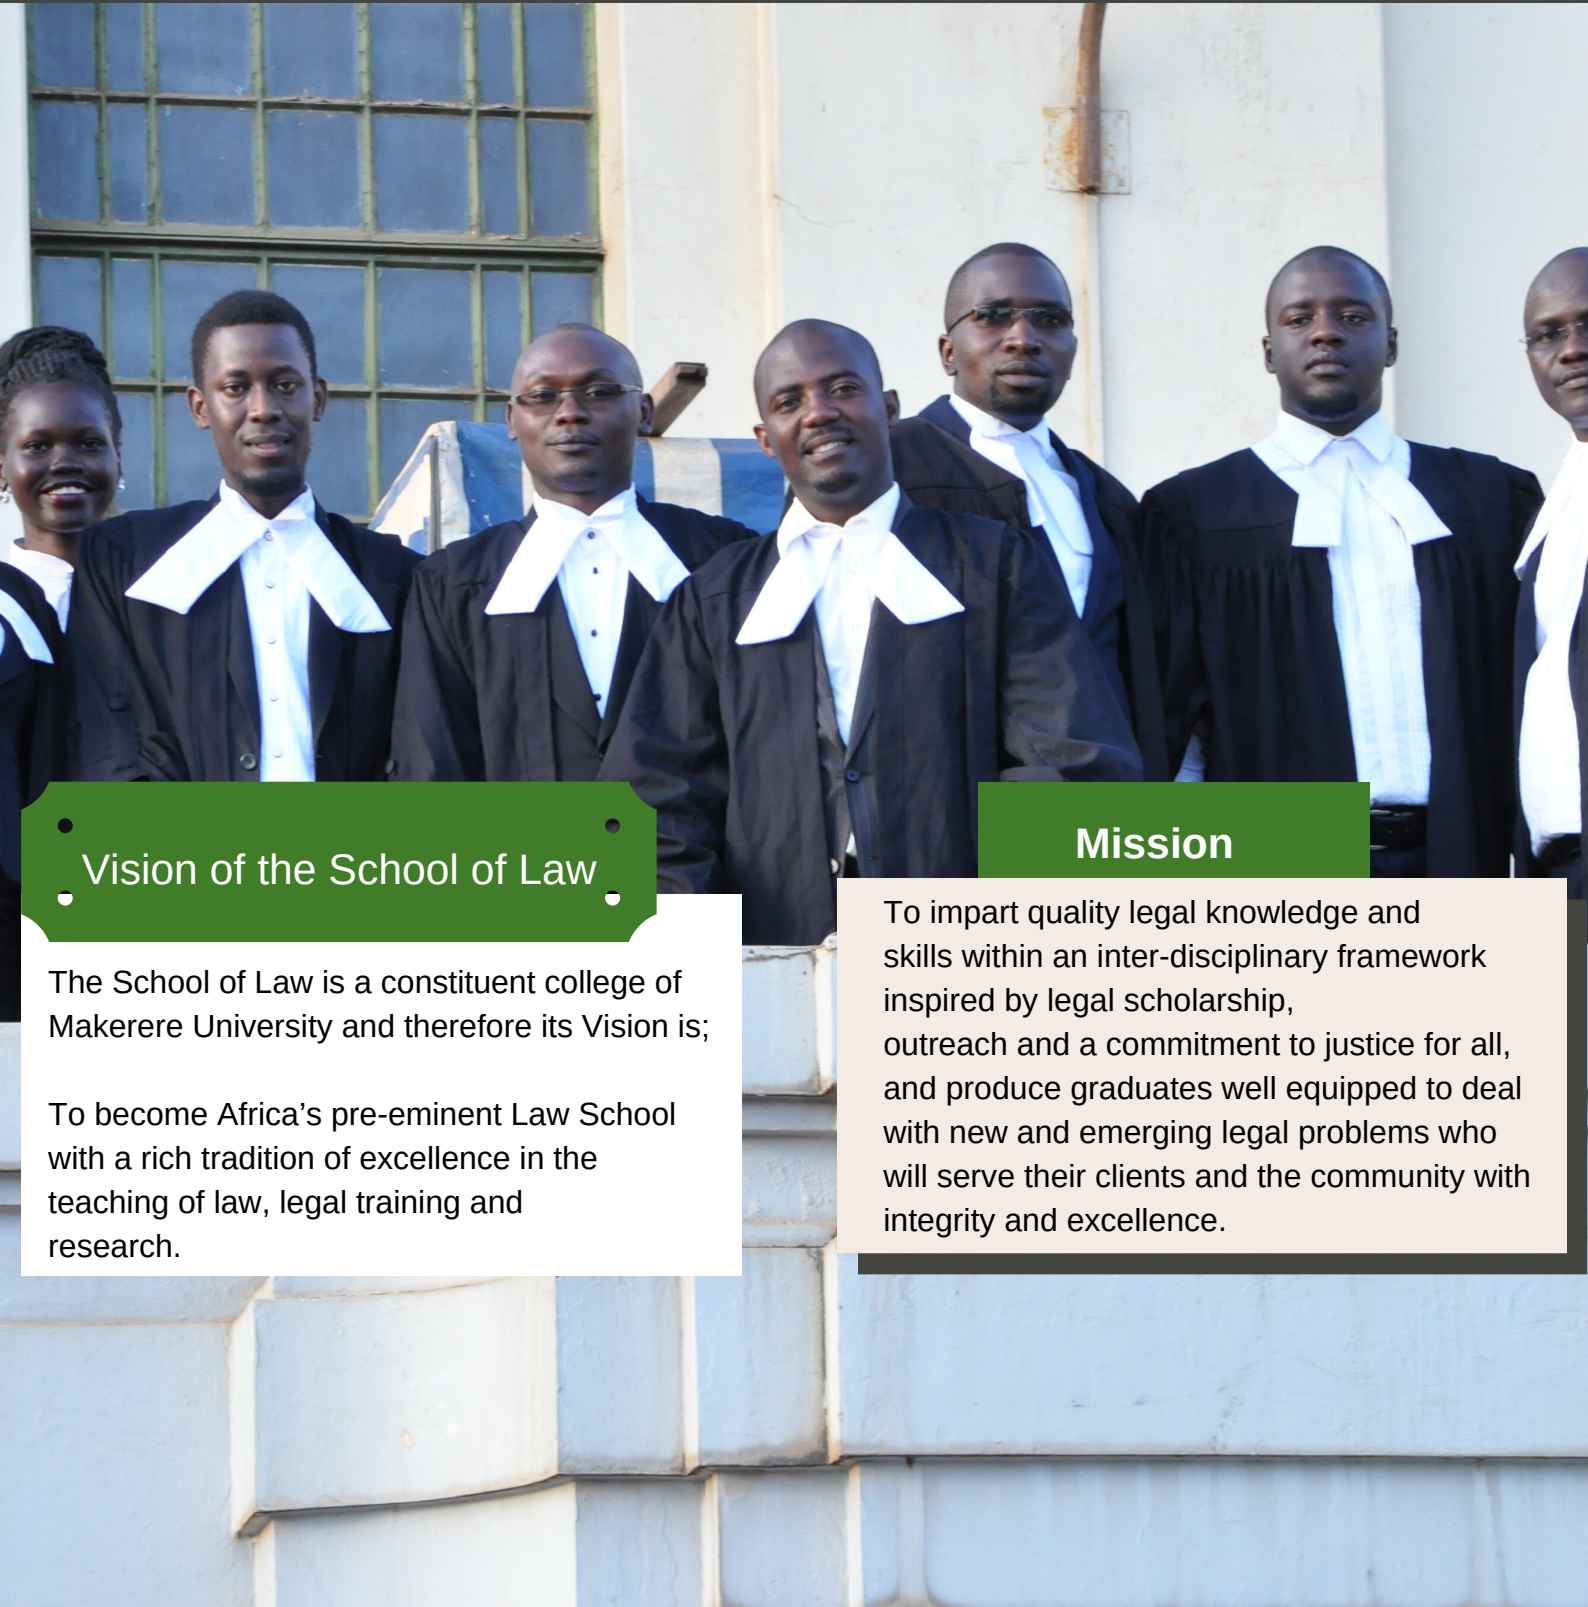 Vision of the School of Law
The School of Law is a constituent college of
Makerere University and therefore its Vision is;
To become Africa’s pre-eminent Law School
with a rich tradition of excellence in the
teaching of law, legal training and
research.
Mission
To impart quality legal knowledge and
skills within an inter-disciplinary framework
inspired by legal scholarship,
outreach and a commitment to justice for all,
and produce graduates well equipped to deal
with new and emerging legal problems who
will serve their clients and the community with
integrity and excellence.